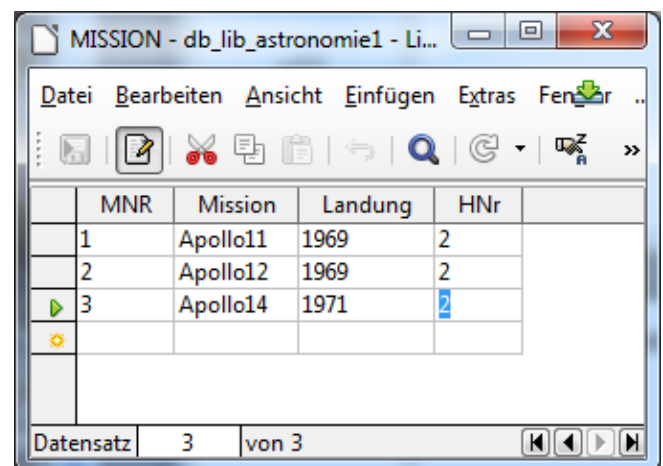 MISSION - db_lib_astronomie1 - Li...
Datei Bearbeiten Ansicht Einfügen Extras ..
MNR Mission Landung HNr
1 Apollo11 1969 2
2 Apollo12 1969 2
3 Apollo14 1971 2
Datensatz 3 von 3